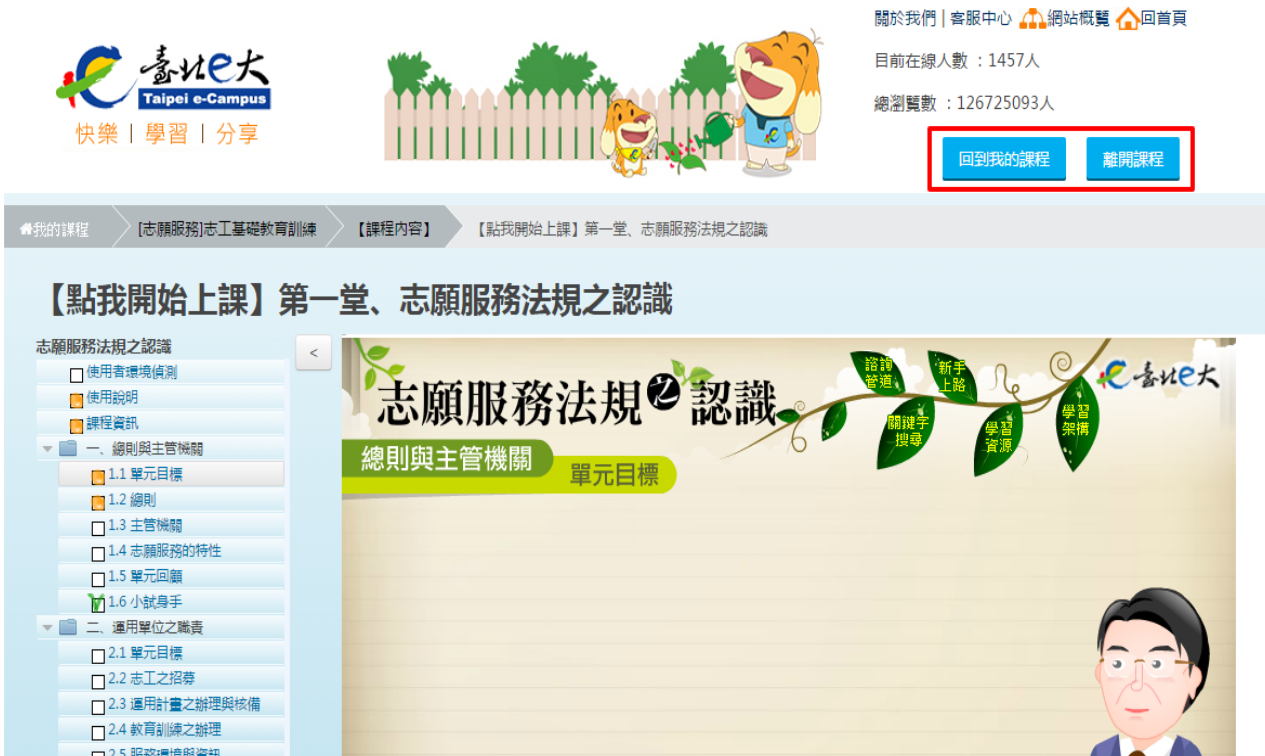 關於我們 | 客服中心 網站概覽 回首頁
臺北e大
Taipei e-Campus
快樂 | 學習 | 分享
目前在線人數 ：1457人
總瀏覽數 ：126725093人
回到我的課程 離開課程
我的課程 [志願服務]志工基礎教育訓練 【課程內容】 【點我開始上課】第一堂、志願服務法規之認識
【點我開始上課】第一堂、志願服務法規之認識
志願服務法規之認識
使用者環境偵測
使用說明
課程資訊
一、總則與主管機關
1.1 單元目標
1.2 總則
1.3 主管機關
1.4 志願服務的特性
1.5 單元回顧
1.6 小試身手
二、運用單位之職責
2.1 單元目標
2.2 志工之招募
2.3 運用計畫之辦理與核備
2.4 教育訓練之辦理
2.5 服務環境與資訊
<
志願服務法規之認識
總則與主管機關
單元目標
諮詢
管道
新手
上路
關鍵字
搜尋
學習
資源
學習
架構
臺北e大